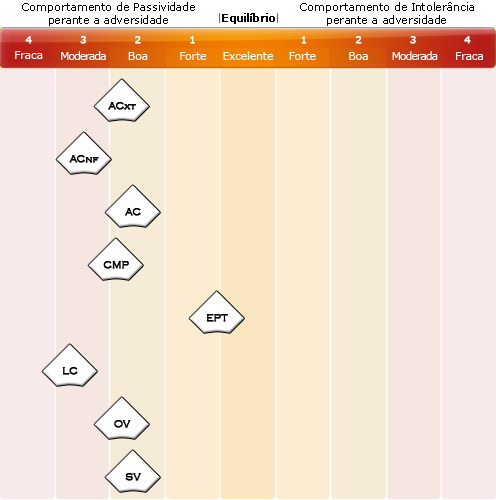 Comportamento de Passividade
perante a adversidade
|Equilíbrio|
Comportamento de Intolerância
perante a adversidade
4 3 2 1 1 2 3 4
Fraca Moderada Boa Forte Excelente Forte Boa Moderada Fraca
ACXT
ACNF
AC
CMP
EPT
LC
OV
SV